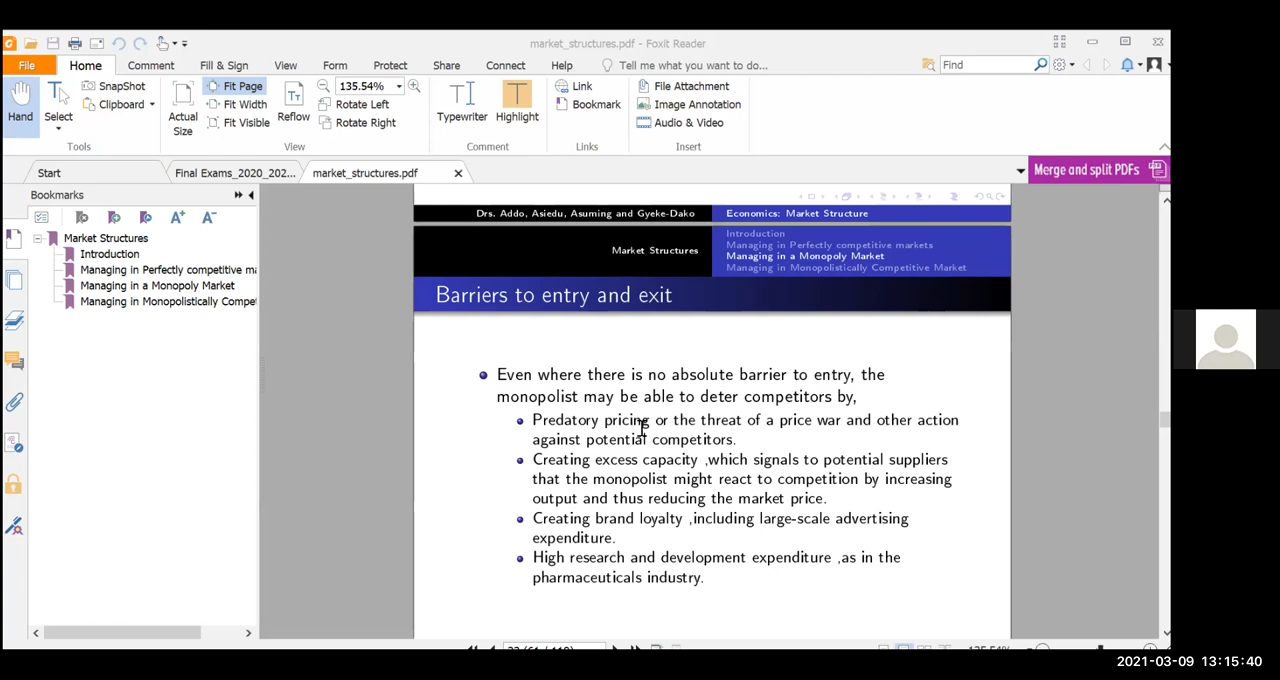 market_structures.pdf - Foxit Reader
File Home Comment Fill & Sign View Form Protect Share Connect Help Tell me what you want to do... Find
Hand
Select
SnapShot
Clipboard
Actual Size
Fit Page
Fit Width
Fit Visible
Reflow
135.54%
Rotate Left
Rotate Right
Typewriter
Highlight
Link
Bookmark
File Attachment
Image Annotation
Audio & Video
Tools View Comment Links Insert
Start Final Exams_2020_202... market_structures.pdf Merge and split PDFs
Bookmarks
Market Structures
Introduction
Managing in Perfectly competitive ma
Managing in a Monopoly Market
Managing in Monopolistically Compet
Drs. Addo, Asiedu, Asuming and Gyeke-Dako Economics: Market Structure
Market Structures
Introduction
Managing in Perfectly competitive markets
Managing in a Monopoly Market
Managing in Monopolistically Competitive Market
Barriers to entry and exit
Even where there is no absolute barrier to entry, the
monopolist may be able to deter competitors by,
Predatory pricing or the threat of a price war and other action
against potential competitors.
Creating excess capacity ,which signals to potential suppliers
that the monopolist might react to competition by increasing
output and thus reducing the market price.
Creating brand loyalty ,including large-scale advertising
expenditure.
High research and development expenditure ,as in the
pharmaceuticals industry.
2021-03-09 13:15:40